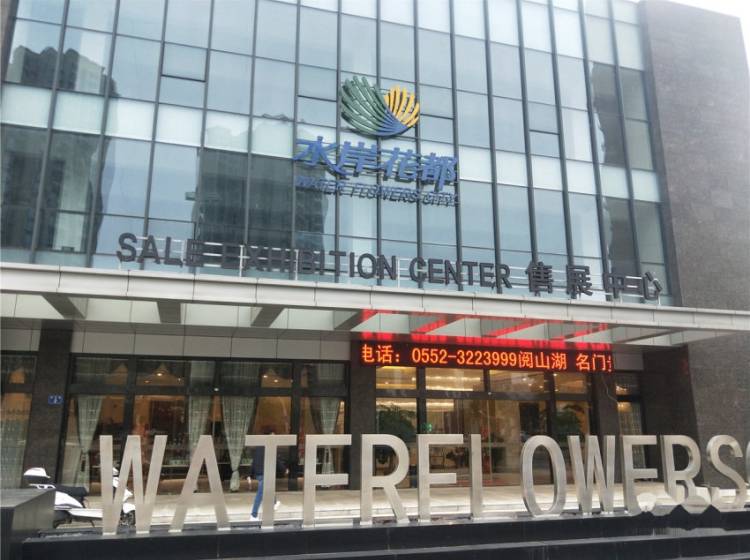 水岸花都
WATER FLOWERS CITY
SALE EXHIBITION CENTER 售展中心
电话：0552-3223999阅山湖 名门
WATERFLOWERS